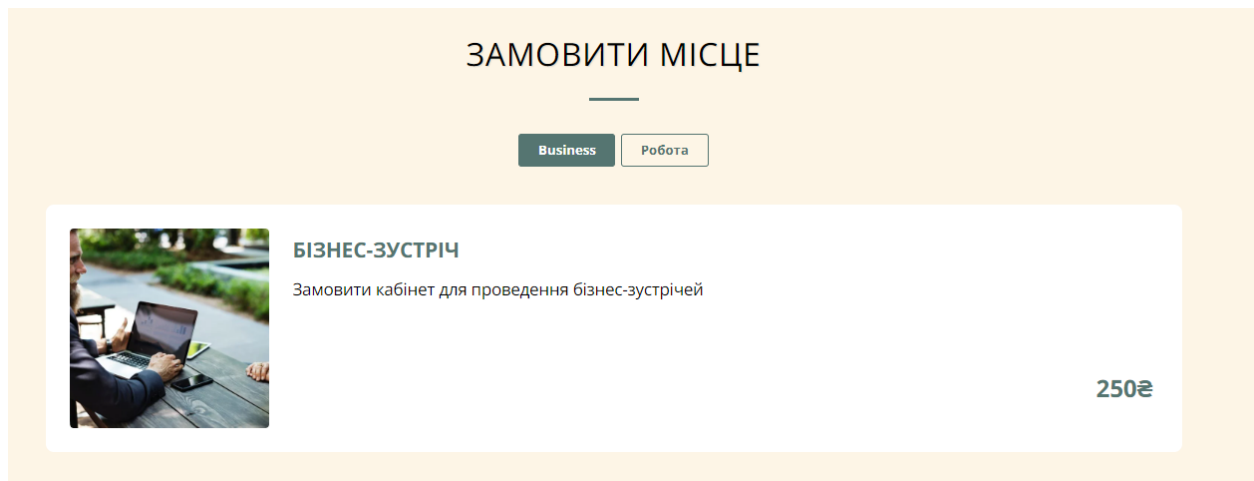 ЗАМОВИТИ МІСЦЕ
Business
Робота
БІЗНЕС-ЗУСТРІЧ
Замовити кабінет для проведення бізнес-зустрічей
250₴